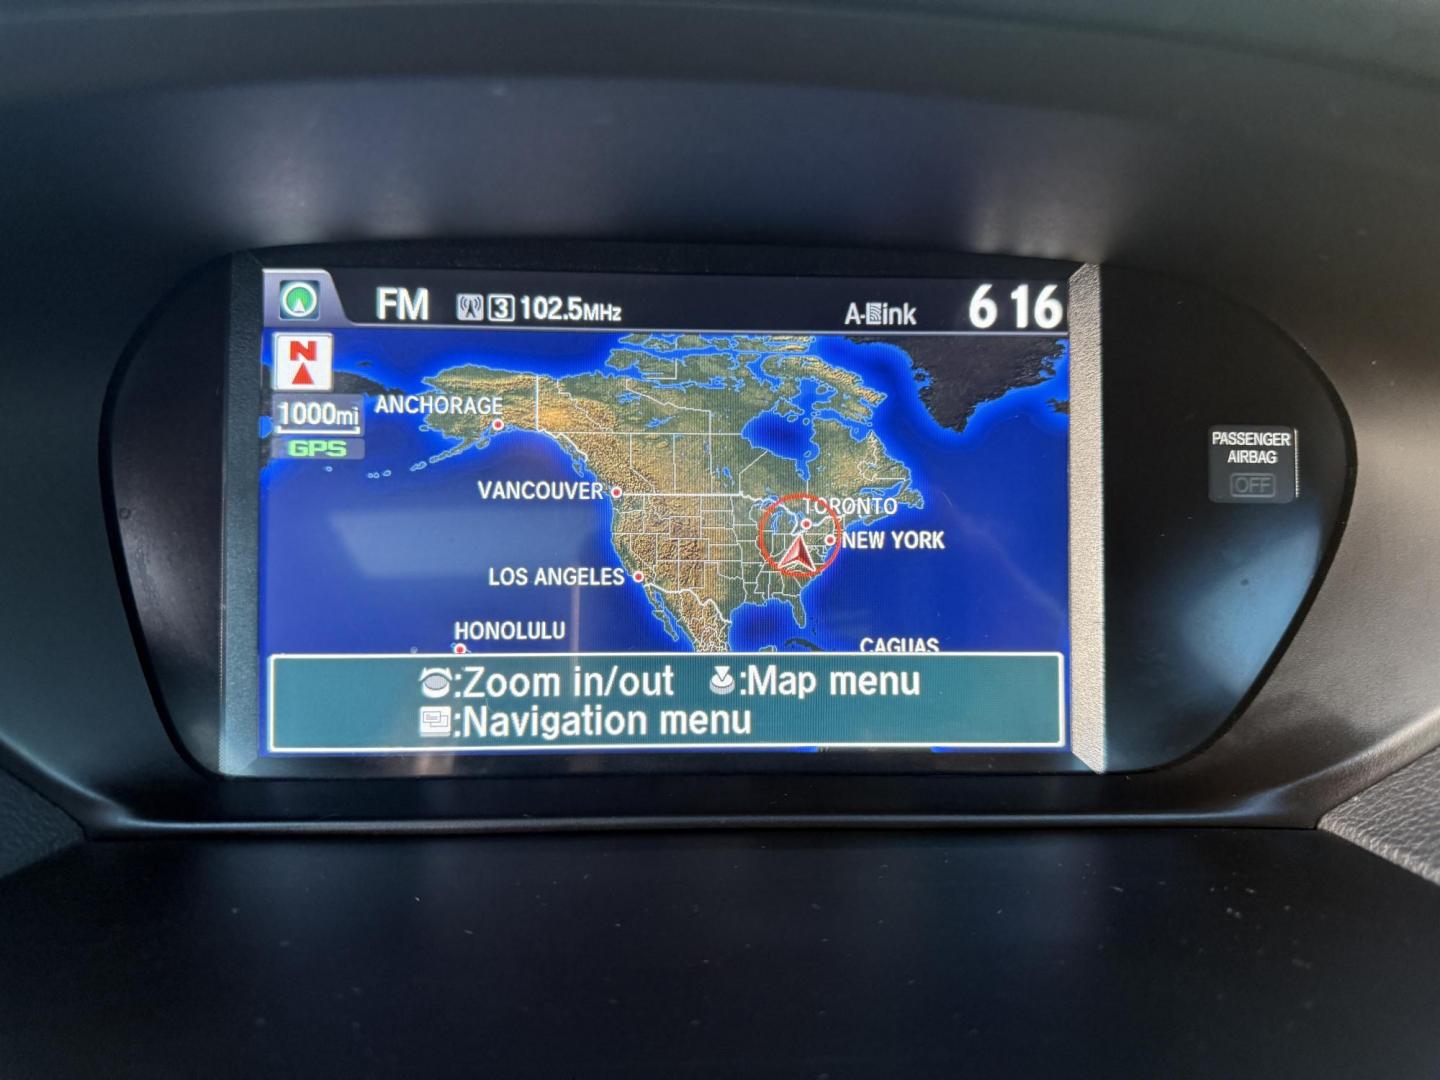 FM 3 102.5MHz A-Link 6 16
N
1000mi
GPS
ANCHORAGE
VANCOUVER
TORONTO
NEW YORK
LOS ANGELES
HONOLULU
CAGUAS
:Zoom in/out :Map menu
:Navigation menu
PASSENGER
AIRBAG
OFF